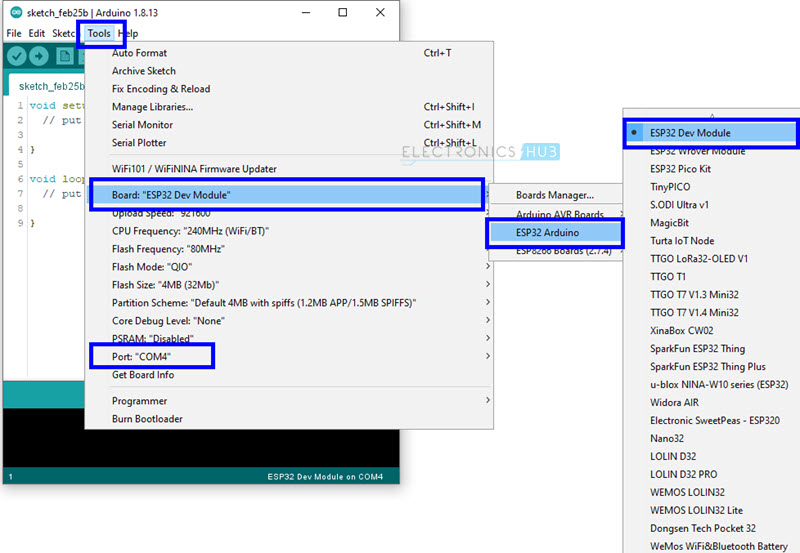 sketch_feb25b | Arduino 1.8.13
File Edit Sketch Tools Help
sketch_feb25b
1 void setu
2 // put
3
4 }
5
6 void loop
7 // put
8
9 }
Auto Format Ctrl+T
Archive Sketch
Fix Encoding & Reload
Manage Libraries... Ctrl+Shift+I
Serial Monitor Ctrl+Shift+M
Serial Plotter Ctrl+Shift+L
WiFi101 / WiFiNINA Firmware Updater
Board: "ESP32 Dev Module"
Upload Speed: "921600"
CPU Frequency: "240MHz (WiFi/BT)"
Flash Frequency: "80MHz"
Flash Mode: "QIO"
Flash Size: "4MB (32Mb)"
Partition Scheme: "Default 4MB with spiffs (1.2MB APP/1.5MB SPIFFS)"
Core Debug Level: "None"
PSRAM: "Disabled"
Port: "COM4"
Get Board Info
Programmer
Burn Bootloader
1 ESP32 Dev Module on COM4
ELECTRONICS HUB
Boards Manager...
Arduino AVR Boards
ESP32 Arduino
ESP8266 Boards (2.7.4)
ESP32 Dev Module
ESP32 Wrover Module
ESP32 Pico Kit
TinyPICO
S.ODI Ultra v1
MagicBit
Turta IoT Node
TTGO LoRa32-OLED V1
TTGO T1
TTGO T7 V1.3 Mini32
TTGO T7 V1.4 Mini32
XinaBox CW02
SparkFun ESP32 Thing
SparkFun ESP32 Thing Plus
u-blox NINA-W10 series (ESP32)
Widora AIR
Electronic SweetPeas - ESP320
Nano32
LOLIN D32
LOLIN D32 PRO
WEMOS LOLIN32
WEMOS LOLIN32 Lite
Dongsen Tech Pocket 32
WeMos WiFi&Bluetooth Battery